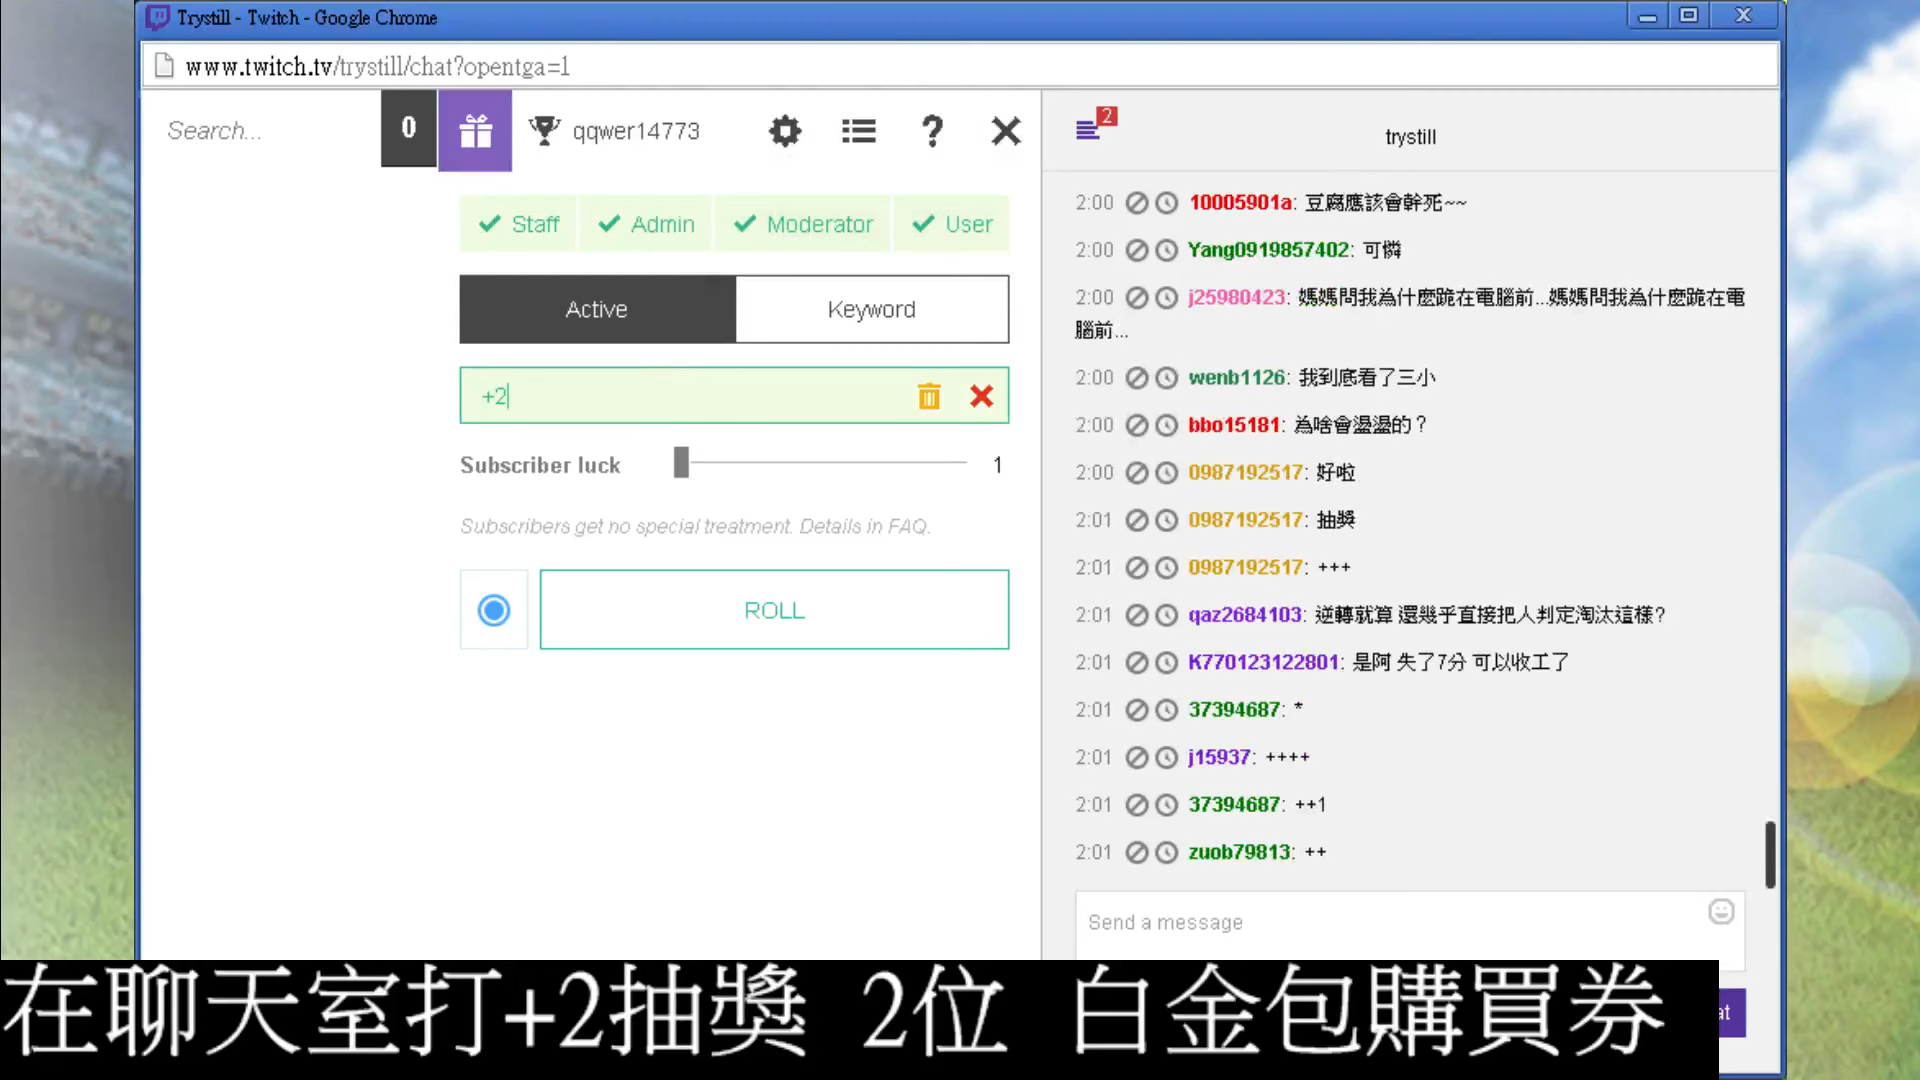 Trystill - Twitch - Google Chrome
www.twitch.tv/trystill/chat?opentga=1
Search...
0
qqwer14773
Staff
Admin
Moderator
User
Active
Keyword
+2
Subscriber luck
1
Subscribers get no special treatment. Details in FAQ.
ROLL
2
trystill
2:00 10005901a: 豆腐應該會幹死~~
2:00 Yang0919857402: 可憐
2:00 j25980423: 媽媽問我為什麼跪在電腦前...媽媽問我為什麼跪在電
腦前...
2:00 wenb1126: 我到底看了三小
2:00 bbo15181: 為啥會盪盪的？
2:00 0987192517: 好啦
2:01 0987192517: 抽獎
2:01 0987192517: +++
2:01 qaz2684103: 逆轉就算 還幾乎直接把人判定淘汰這樣?
2:01 K770123122801: 是阿 失了7分 可以收工了
2:01 37394687: *
2:01 j15937: ++++
2:01 37394687: ++1
2:01 zuob79813: ++
Send a message
在聊天室打+2抽獎 2位 白金包購買券